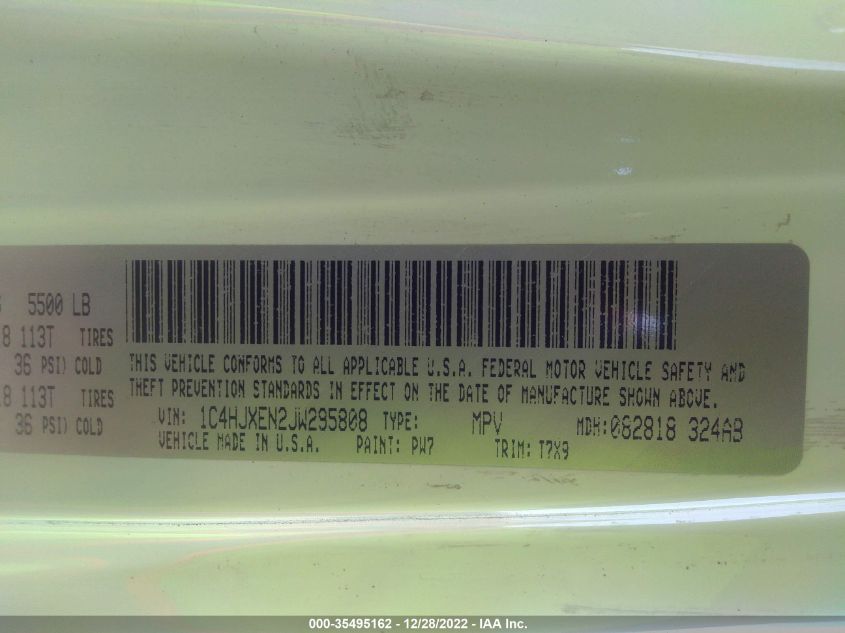 5500 LB
8 113T TIRES
36 PSI) COLD
8 113T TIRES
36 PSI) COLD
THIS VEHICLE CONFORMS TO ALL APPLICABLE U.S.A. FEDERAL MOTOR VEHICLE SAFETY AND
THEFT PREVENTION STANDARDS IN EFFECT ON THE DATE OF MANUFACTURE SHOWN ABOVE.
VIN: 1C4HJXEN2JW295808 TYPE: MPV MDH:082818 324AB
VEHICLE MADE IN U.S.A. PAINT: PW7 TRIM: T7X9
000-35495162 - 12/28/2022 - IAA Inc.